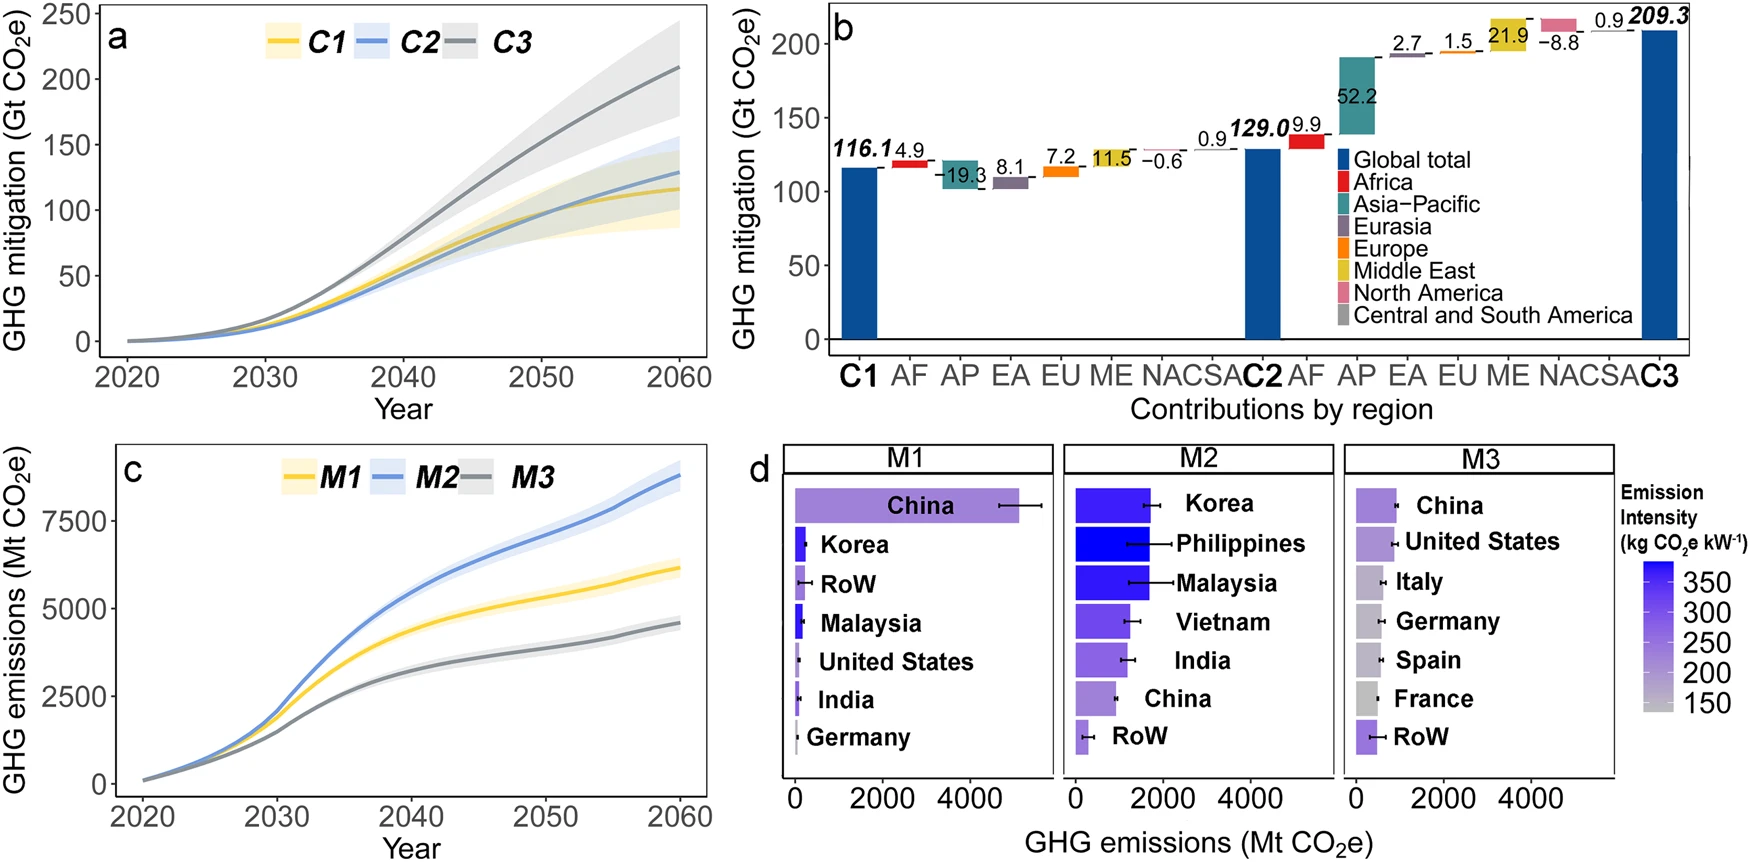 a
C1 C2 C3
GHG mitigation (Gt CO2e)
250
200
150
100
50
0
2020 2030 2040 2050 2060
Year
b
GHG mitigation (Gt CO2e)
200
150
100
50
0
116.1 4.9 −19.3 8.1 7.2 11.5 −0.6 0.9 129.0 9.9 52.2 2.7 1.5 21.9 −8.8 0.9 209.3
Global total
Africa
Asia−Pacific
Eurasia
Europe
Middle East
North America
Central and South America
C1 AF AP EA EU ME NA CSA C2 AF AP EA EU ME NA CSA C3
Contributions by region
c
M1 M2 M3
GHG emissions (Mt CO2e)
7500
5000
2500
0
2020 2030 2040 2050 2060
Year
d
M1
China
Korea
RoW
Malaysia
United States
India
Germany
0 2000 4000
M2
Korea
Philippines
Malaysia
Vietnam
India
China
RoW
0 2000 4000
M3
China
United States
Italy
Germany
Spain
France
RoW
0 2000 4000
GHG emissions (Mt CO2e)
Emission
Intensity
(kg CO2e kW-1)
350
300
250
200
150